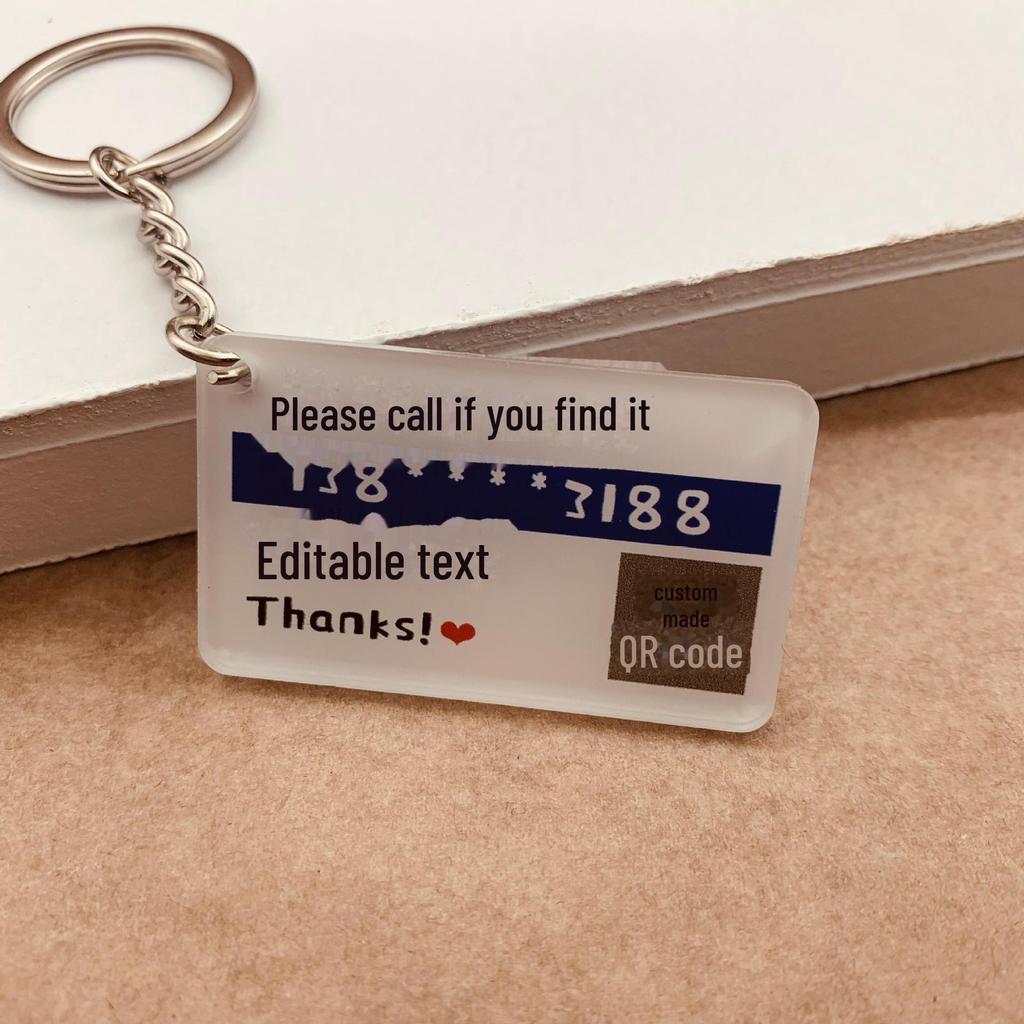 Please call if you find it
138****3188
Editable text
Thanks!
custom
made
QR code